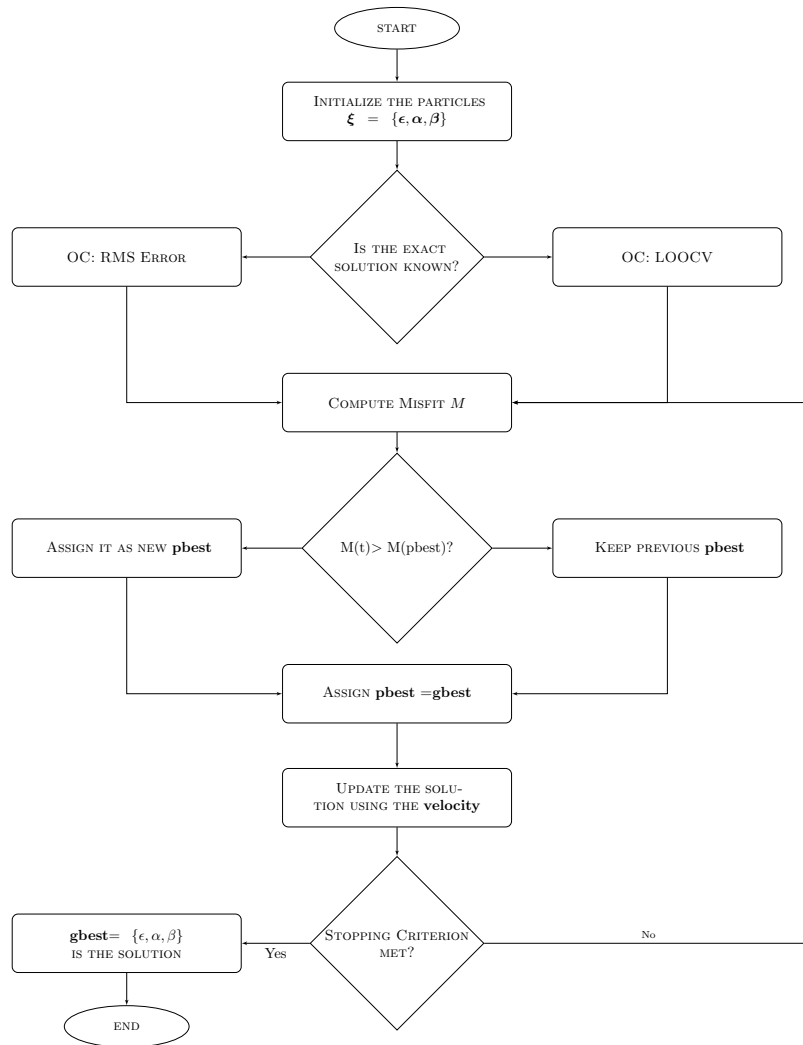 START
INITIALIZE THE PARTICLES
ξ = {ϵ, α, β}
IS THE EXACT
SOLUTION KNOWN?
OC: RMS ERROR
OC: LOOCV
COMPUTE MISFIT M
M(t)> M(pbest)?
ASSIGN IT AS NEW pbest
KEEP PREVIOUS pbest
ASSIGN pbest =gbest
UPDATE THE SOLU-
TION USING THE velocity
STOPPING CRITERION
MET?
Yes
No
gbest= {ϵ, α, β}
IS THE SOLUTION
END